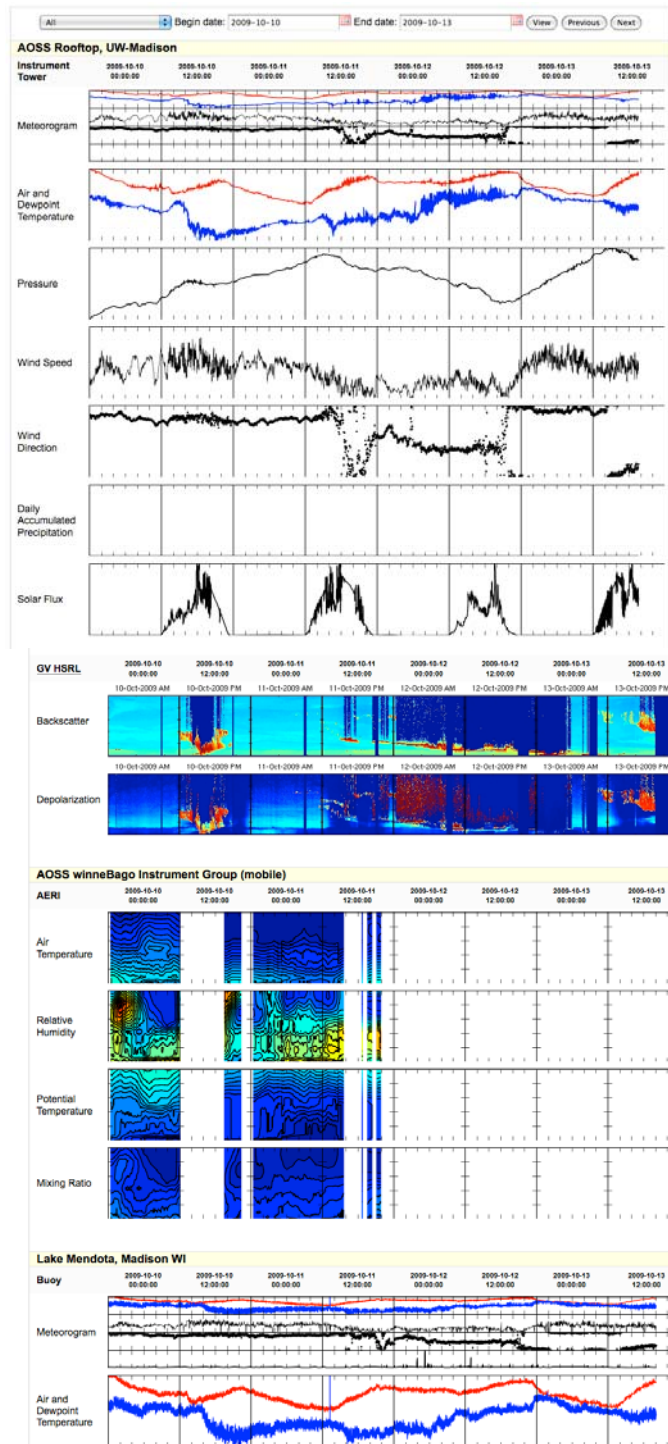 All Begin date: 2009-10-10 End date: 2009-10-13 View Previous Next
AOSS Rooftop, UW-Madison
Instrument Tower
2009-10-10 2009-10-10 2009-10-11 2009-10-11 2009-10-12 2009-10-12 2009-10-13 2009-10-13
00:00:00 12:00:00 00:00:00 12:00:00 00:00:00 12:00:00 00:00:00 12:00:00
Meteorogram
Air and
Dewpoint
Temperature
Pressure
Wind Speed
Wind
Direction
Daily
Accumulated
Precipitation
Solar Flux
GV HSRL
2009-10-10 2009-10-10 2009-10-11 2009-10-11 2009-10-12 2009-10-12 2009-10-13 2009-10-13
00:00:00 12:00:00 00:00:00 12:00:00 00:00:00 12:00:00 00:00:00 12:00:00
10-Oct-2009 AM 10-Oct-2009 PM 11-Oct-2009 AM 11-Oct-2009 PM 12-Oct-2009 AM 12-Oct-2009 PM 13-Oct-2009 AM 13-Oct-2009 PM
Backscatter
10-Oct-2009 AM 10-Oct-2009 PM 11-Oct-2009 AM 11-Oct-2009 PM 12-Oct-2009 AM 12-Oct-2009 PM 13-Oct-2009 AM 13-Oct-2009 PM
Depolarization
AOSS winneBago Instrument Group (mobile)
AERI
2009-10-10 2009-10-10 2009-10-11 2009-10-11 2009-10-12 2009-10-12 2009-10-13 2009-10-13
00:00:00 12:00:00 00:00:00 12:00:00 00:00:00 12:00:00 00:00:00 12:00:00
Air
Temperature
Relative
Humidity
Potential
Temperature
Mixing Ratio
Lake Mendota, Madison WI
Buoy
2009-10-10 2009-10-10 2009-10-11 2009-10-11 2009-10-12 2009-10-12 2009-10-13 2009-10-13
00:00:00 12:00:00 00:00:00 12:00:00 00:00:00 12:00:00 00:00:00 12:00:00
Meteorogram
Air and
Dewpoint
Temperature